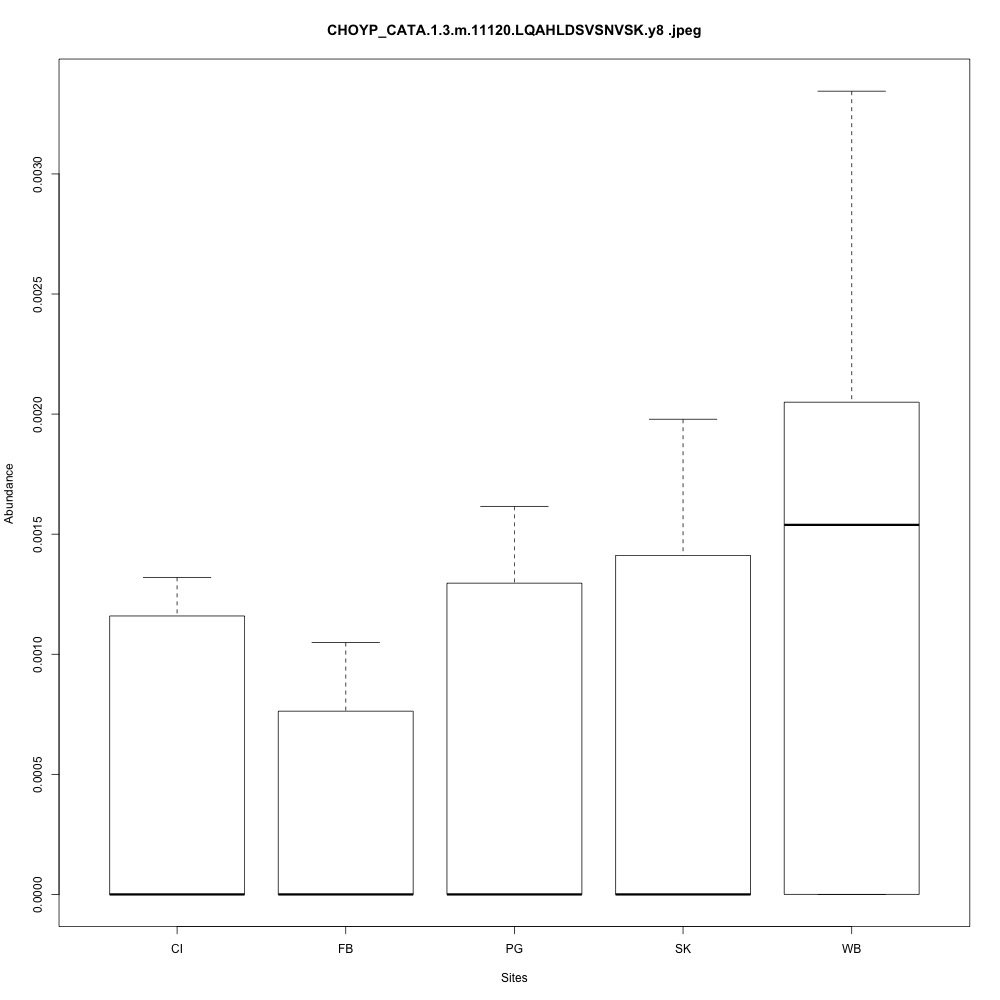 CHOYP_CATA.1.3.m.11120.LQAHLDSVSNVSK.y8 .jpeg
Abundance
0.0030
0.0025
0.0020
0.0015
0.0010
0.0005
0.0000
CI FB PG SK WB
Sites